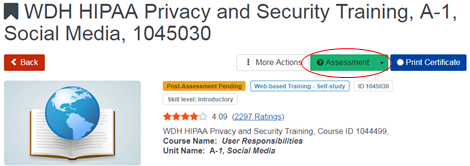 WDH HIPAA Privacy and Security Training, A-1,
Social Media, 1045030
Back
More Actions
Assessment
Print Certificate
Post-Assessment Pending
Web-based Training - Self-study
ID 1045030
Skill level: Introductory
4.09 (2297 Ratings)
WDH HIPAA Privacy and Security Training, Course ID 1044499,
Course Name: User Responsibilities
Unit Name: A-1, Social Media